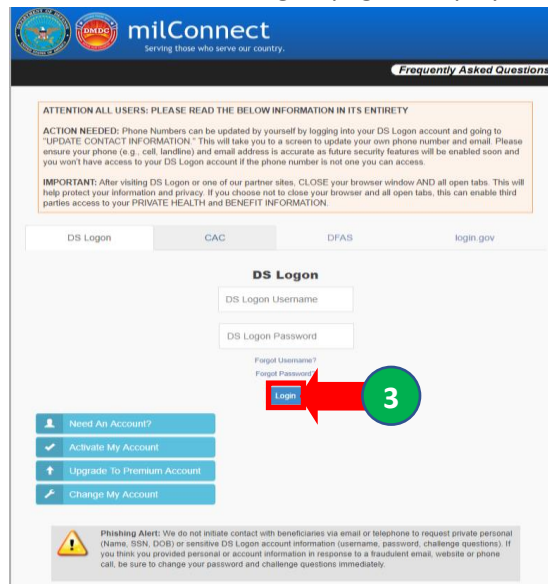 milConnect
Serving those who serve our country.
Frequently Asked Questions
ATTENTION ALL USERS: PLEASE READ THE BELOW INFORMATION IN ITS ENTIRETY
ACTION NEEDED: Phone Numbers can be updated by yourself by logging into your DS Logon account and going to
"UPDATE CONTACT INFORMATION." This will take you to a screen to update your own phone number and email. Please
ensure your phone (e.g., cell, landline) and email address is accurate as future security features will be enabled soon and
you won't have access to your DS Logon account if the phone number is not one you can access.
IMPORTANT: After visiting DS Logon or one of our partner sites, CLOSE your browser window AND all open tabs. This will
help protect your information and privacy. If you choose not to close your browser and all open tabs, this can enable third
parties access to your PRIVATE HEALTH and BENEFIT INFORMATION.
DS Logon CAC DFAS login.gov
DS Logon
DS Logon Username
DS Logon Password
Forgot Username?
Forgot Password?
Login
3
Need An Account?
Activate My Account
Upgrade To Premium Account
Change My Account
Phishing Alert: We do not initiate contact with beneficiaries via email or telephone to request private personal
(Name, SSN, DOB) or sensitive DS Logon account information (username, password, challenge questions). If
you think you provided personal or account information in response to a fraudulent email, website or phone
call, be sure to change your password and challenge questions immediately.